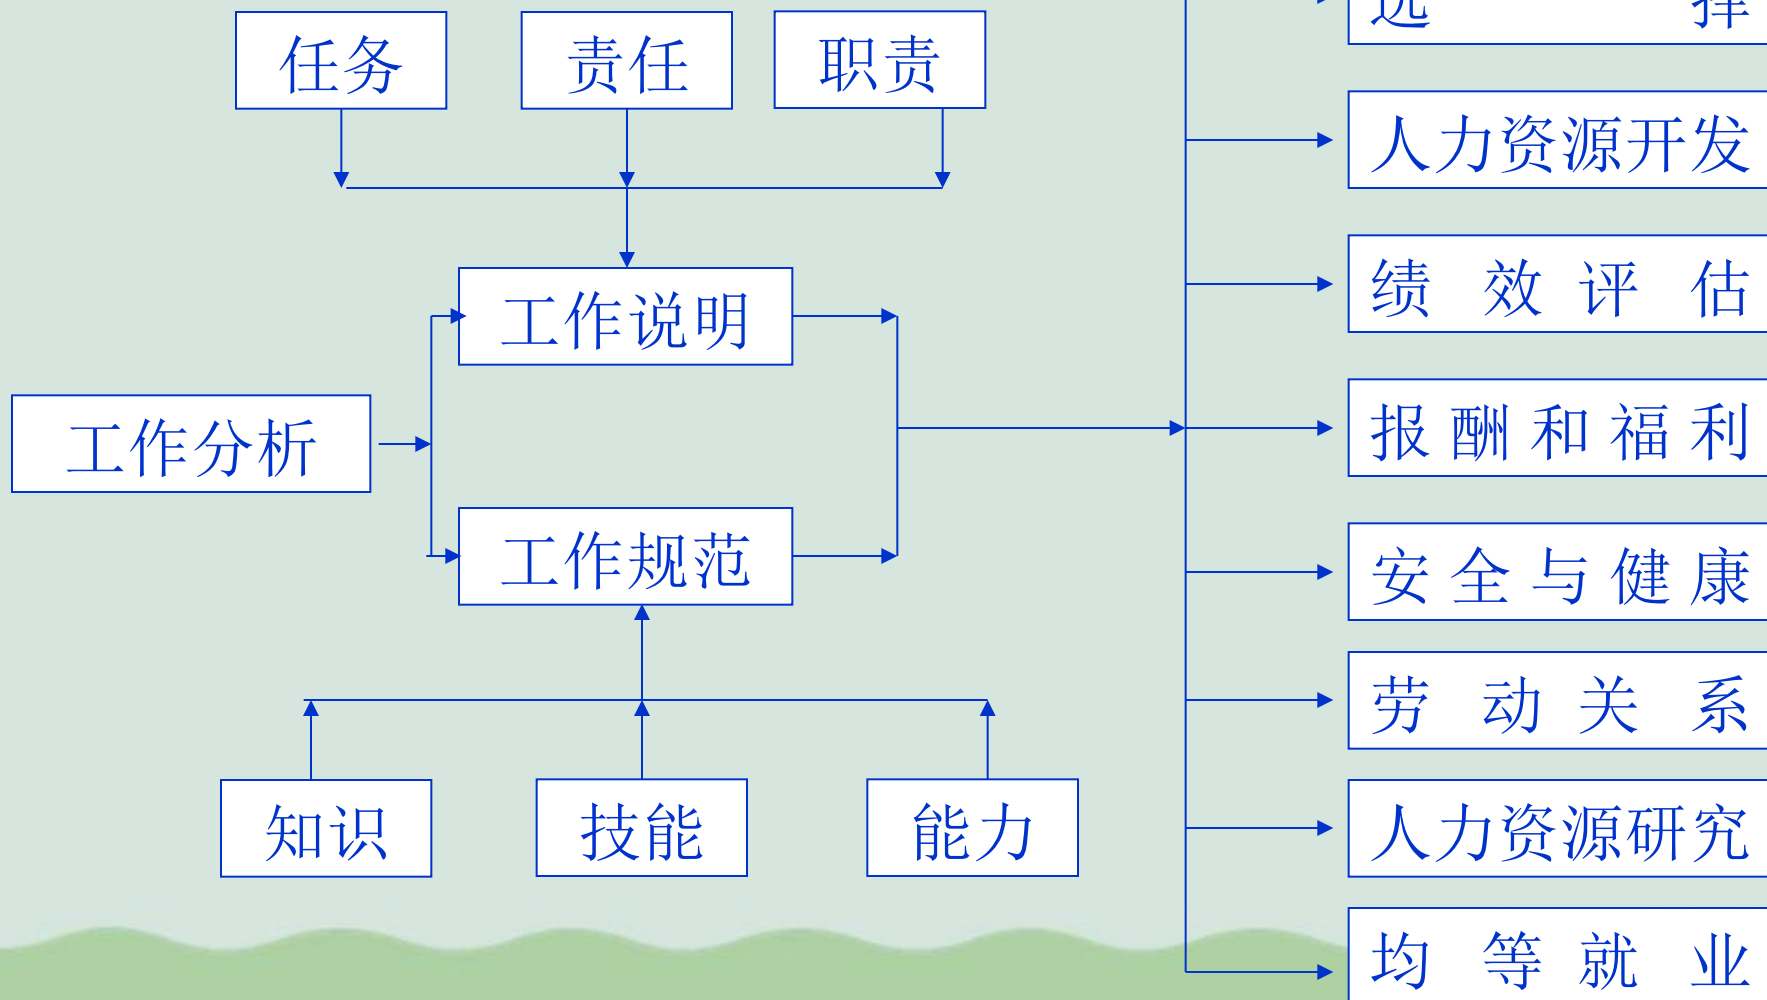 任务
责任
职责
选择
人力资源开发
绩效评估
工作说明
报酬和福利
工作分析
工作规范
安全与健康
劳动关系
知识
技能
能力
人力资源研究
均等就业